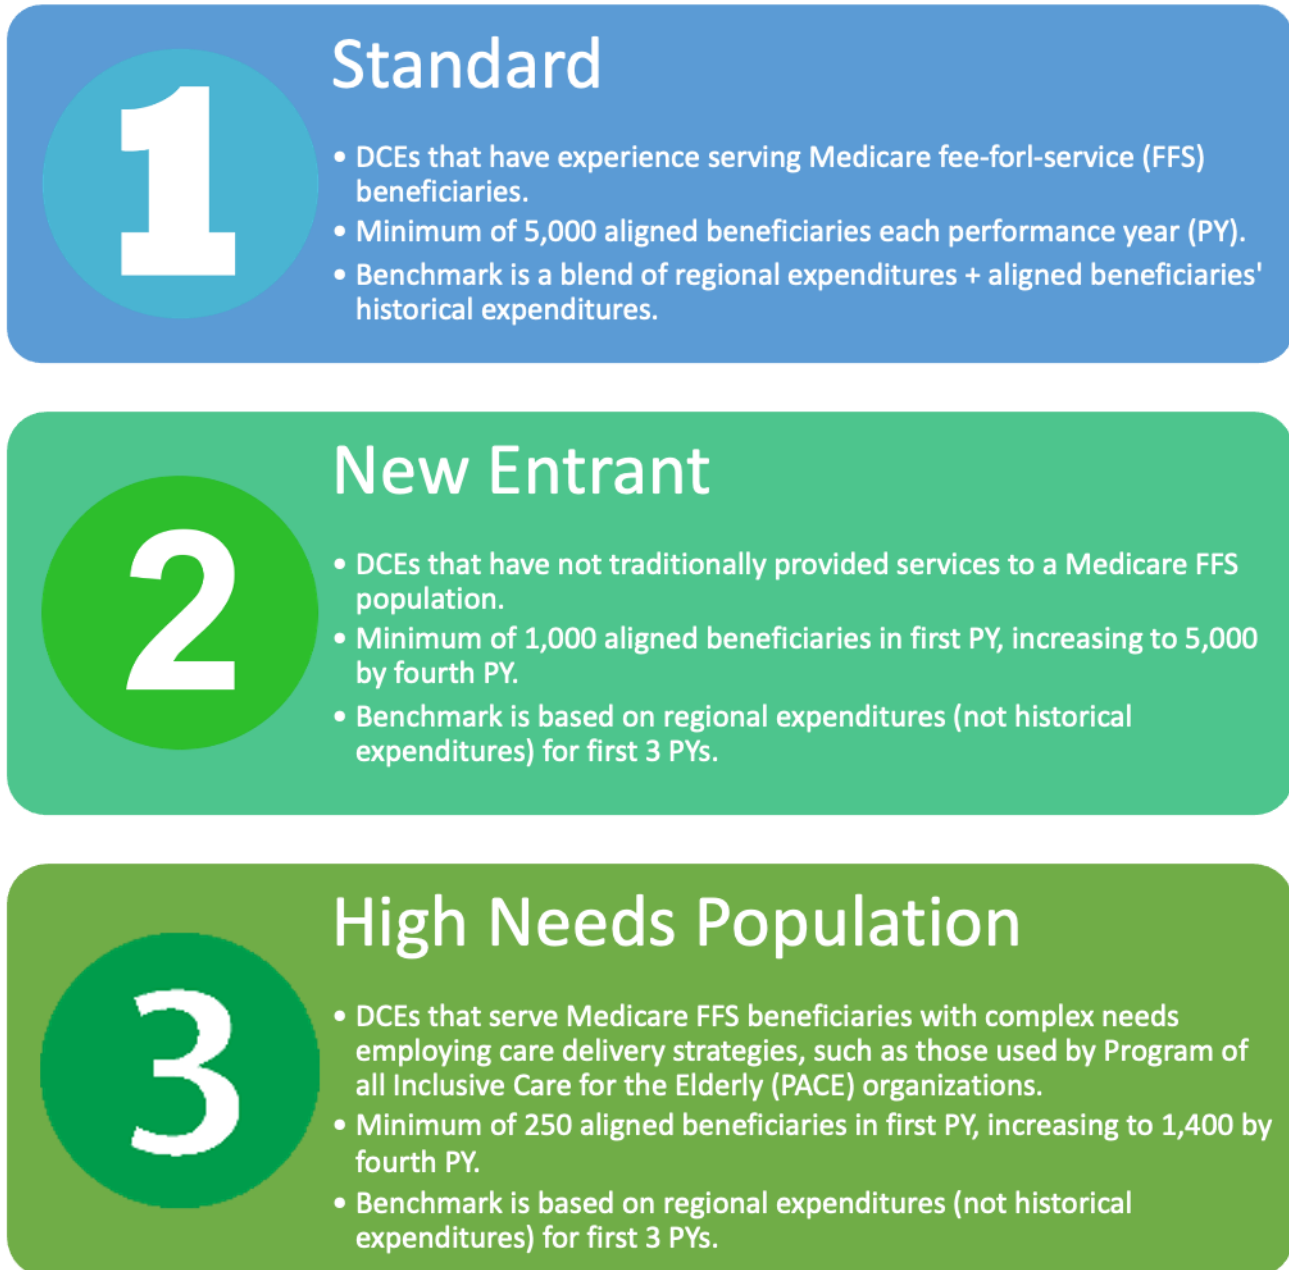 1
Standard
• DCEs that have experience serving Medicare fee-forl-service (FFS)
beneficiaries.
• Minimum of 5,000 aligned beneficiaries each performance year (PY).
• Benchmark is a blend of regional expenditures + aligned beneficiaries'
historical expenditures.
2
New Entrant
• DCEs that have not traditionally provided services to a Medicare FFS
population.
• Minimum of 1,000 aligned beneficiaries in first PY, increasing to 5,000
by fourth PY.
• Benchmark is based on regional expenditures (not historical
expenditures) for first 3 PYs.
3
High Needs Population
• DCEs that serve Medicare FFS beneficiaries with complex needs
employing care delivery strategies, such as those used by Program of
all Inclusive Care for the Elderly (PACE) organizations.
• Minimum of 250 aligned beneficiaries in first PY, increasing to 1,400 by
fourth PY.
• Benchmark is based on regional expenditures (not historical
expenditures) for first 3 PYs.